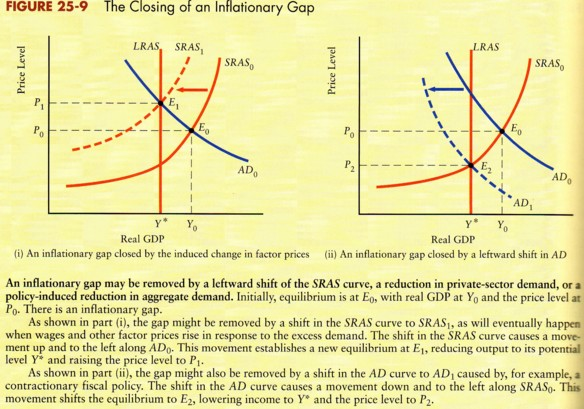 FIGURE 25-9 The Closing of an Inflationary Gap
Price Level
LRAS SRAS₁
SRAS₀
P₁
E₁
P₀
E₀
AD₀
Y* Y₀
Real GDP
(i) An inflationary gap closed by the induced change in factor prices
Price Level
LRAS
SRAS₀
P₀
E₀
P₂
E₂
AD₀
AD₁
Y* Y₀
Real GDP
(ii) An inflationary gap closed by a leftward shift in AD
An inflationary gap may be removed by a leftward shift of the SRAS curve, a reduction in private-sector demand, or a
policy-induced reduction in aggregate demand. Initially, equilibrium is at E₀, with real GDP at Y₀ and the price level at
P₀. There is an inflationary gap.
As shown in part (i), the gap might be removed by a shift in the SRAS curve to SRAS₁, as will eventually happen
when wages and other factor prices rise in response to the excess demand. The shift in the SRAS curve causes a move-
ment up and to the left along AD₀. This movement establishes a new equilibrium at E₁, reducing output to its potential
level Y* and raising the price level to P₁.
As shown in part (ii), the gap might also be removed by a shift in the AD curve to AD₁ caused by, for example, a
contractionary fiscal policy. The shift in the AD curve causes a movement down and to the left along SRAS₀. This
movement shifts the equilibrium to E₂, lowering income to Y* and the price level to P₂.